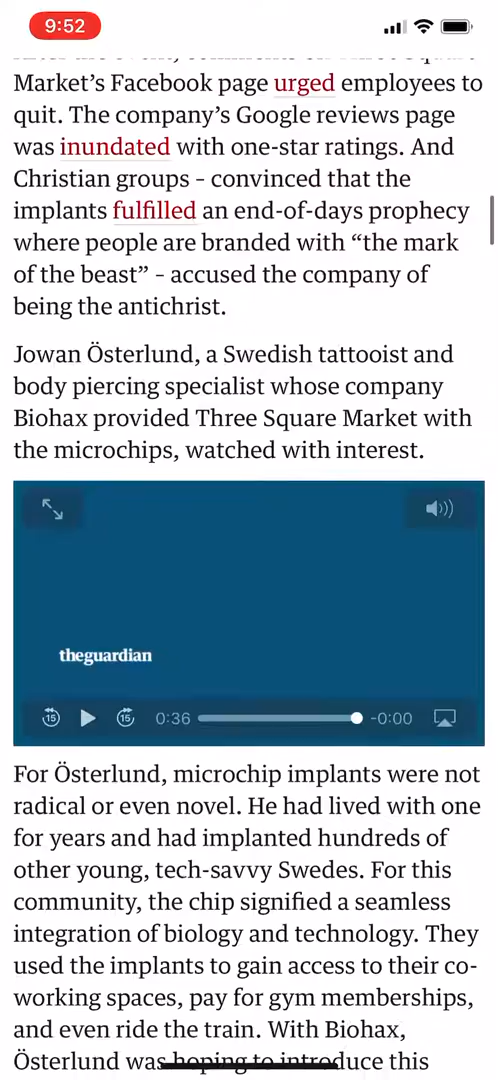 9:52
Market’s Facebook page urged employees to
quit. The company’s Google reviews page
was inundated with one-star ratings. And
Christian groups – convinced that the
implants fulfilled an end-of-days prophecy
where people are branded with “the mark
of the beast” – accused the company of
being the antichrist.
Jowan Österlund, a Swedish tattooist and
body piercing specialist whose company
Biohax provided Three Square Market with
the microchips, watched with interest.
theguardian
15 15 0:36 -0:00
For Österlund, microchip implants were not
radical or even novel. He had lived with one
for years and had implanted hundreds of
other young, tech-savvy Swedes. For this
community, the chip signified a seamless
integration of biology and technology. They
used the implants to gain access to their co-
working spaces, pay for gym memberships,
and even ride the train. With Biohax,
Österlund was hoping to introduce this